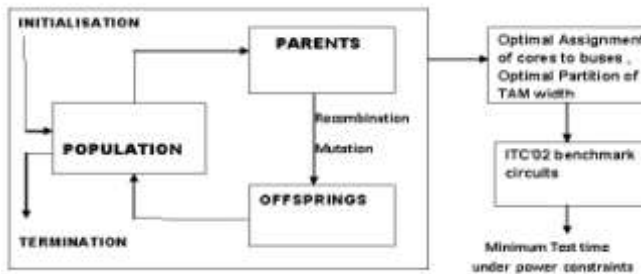 INITIALISATION
PARENTS
Recombination
Mutation
POPULATION
OFFSPRINGS
TERMINATION
Optimal Assignment
of cores to buses ,
Optimal Partition of
TAM width
ITC'02 benchmark
circuits
Minimum Test time
under power constraints